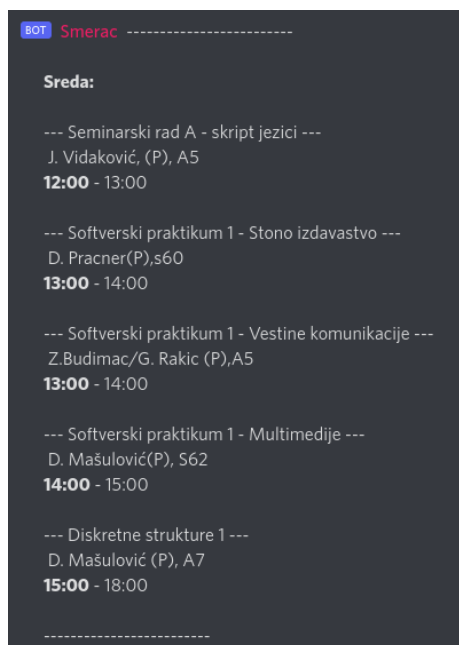 BOT Smerac -------------------------
Sreda:
--- Seminarski rad A - skript jezici ---
J. Vidaković, (P), A5
12:00 - 13:00
--- Softverski praktikum 1 - Stono izdavastvo ---
D. Pracner(P),s60
13:00 - 14:00
--- Softverski praktikum 1 - Vestine komunikacije ---
Z.Budimac/G. Rakic (P),A5
13:00 - 14:00
--- Softverski praktikum 1 - Multimedije ---
D. Mašulović(P), S62
14:00 - 15:00
--- Diskretne strukture 1 ---
D. Mašulović (P), A7
15:00 - 18:00
-------------------------